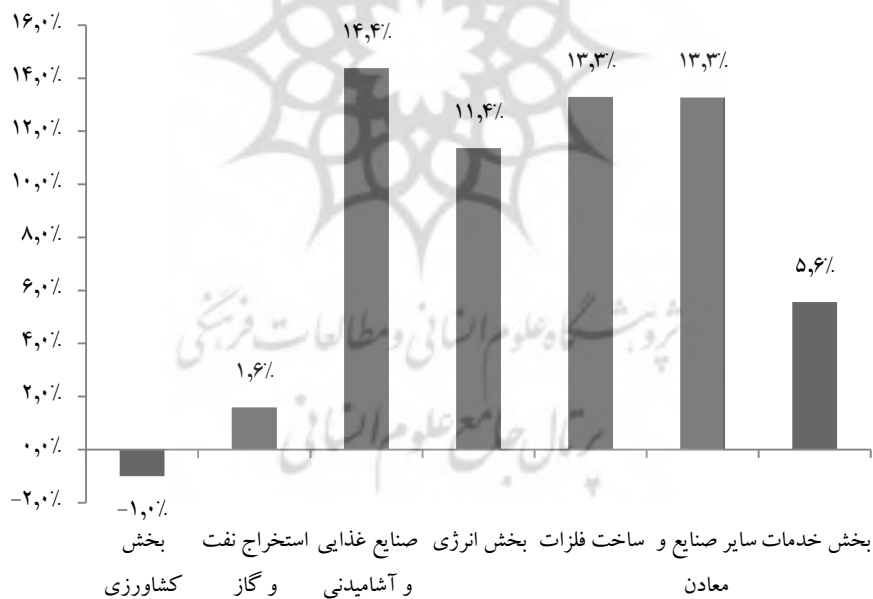 ۱۶٫۰٪
۱۴٫۰٪
۱۲٫۰٪
۱۰٫۰٪
۸٫۰٪
۶٫۰٪
۴٫۰٪
۲٫۰٪
۰٫۰٪
-۲٫۰٪
-۱٫۰٪
۱٫۶٪
۱۴٫۴٪
۱۱٫۴٪
۱۳٫۳٪
۱۳٫۳٪
۵٫۶٪
بخش
کشاورزی
استخراج نفت
و گاز
صنایع غذایی
و آشامیدنی
بخش انرژی
ساخت فلزات
سایر صنایع و
معادن
بخش خدمات
پژوهشگاه علوم انسانی و مطالعات فرهنگی
پرتال جامع علوم انسانی